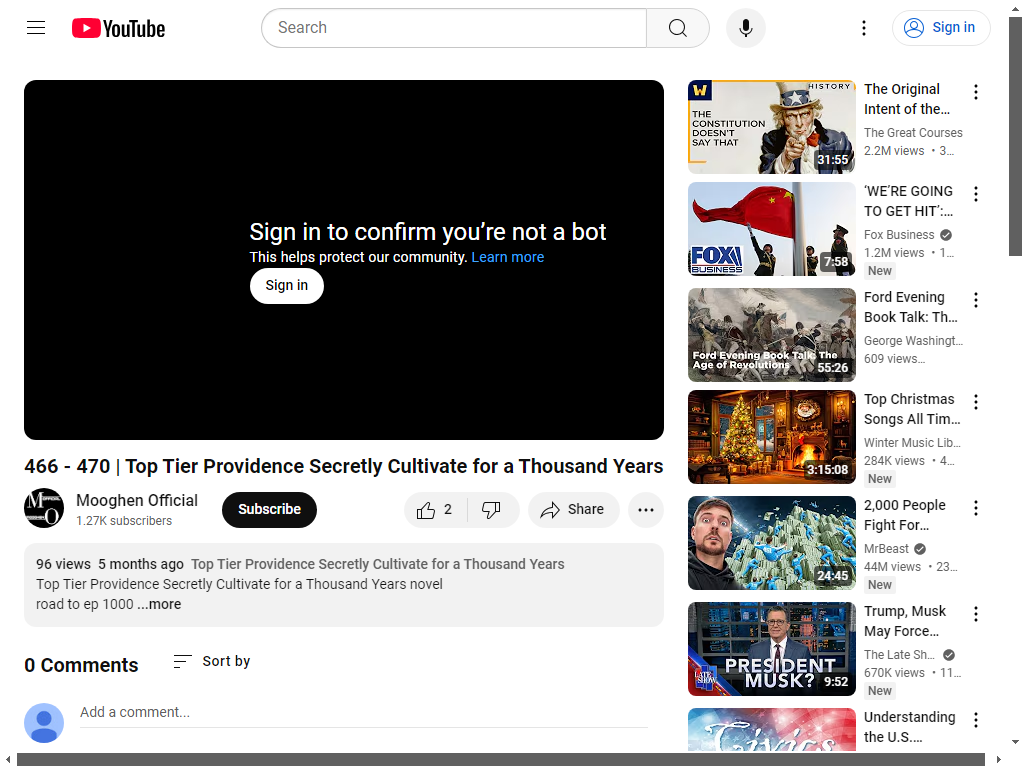 YouTube
Search
Sign in
Sign in to confirm you’re not a bot
This helps protect our community. Learn more
Sign in
466 - 470 | Top Tier Providence Secretly Cultivate for a Thousand Years
Mooghen Official
1.27K subscribers
Subscribe
2
Share
96 views 5 months ago Top Tier Providence Secretly Cultivate for a Thousand Years
Top Tier Providence Secretly Cultivate for a Thousand Years novel
road to ep 1000 ...more
0 Comments
Sort by
Add a comment...
W
HISTORY
THE
CONSTITUTION
DOESN'T
SAY THAT
31:55
The Original
Intent of the...
The Great Courses
2.2M views • 3...
FOX
BUSINESS
7:58
‘WE’RE GOING
TO GET HIT’:...
Fox Business
1.2M views • 1...
New
Ford Evening Book Talk: The
Age of Revolutions
55:26
Ford Evening
Book Talk: Th...
George Washingt...
609 views...
3:15:08
Top Christmas
Songs All Tim...
Winter Music Lib...
284K views • 4...
New
24:45
2,000 People
Fight For...
MrBeast
44M views • 23...
New
LATE SHOW
PRESIDENT
MUSK?
9:52
Trump, Musk
May Force...
The Late Sh...
670K views • 11...
New
Civics
Understanding
the U.S....